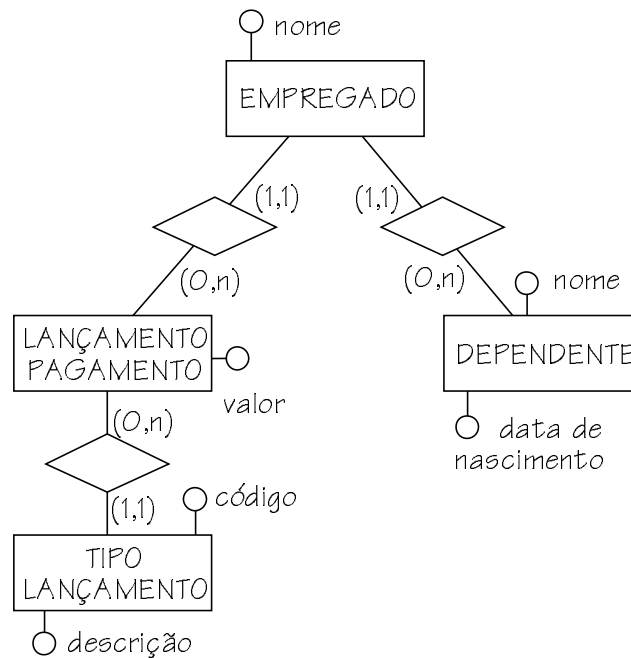 nome
EMPREGADO
(1,1)
(1,1)
(0,n)
(0,n)
nome
LANÇAMENTO
PAGAMENTO
DEPENDENTE
valor
(0,n)
data de
nascimento
(1,1)
código
TIPO
LANÇAMENTO
descrição